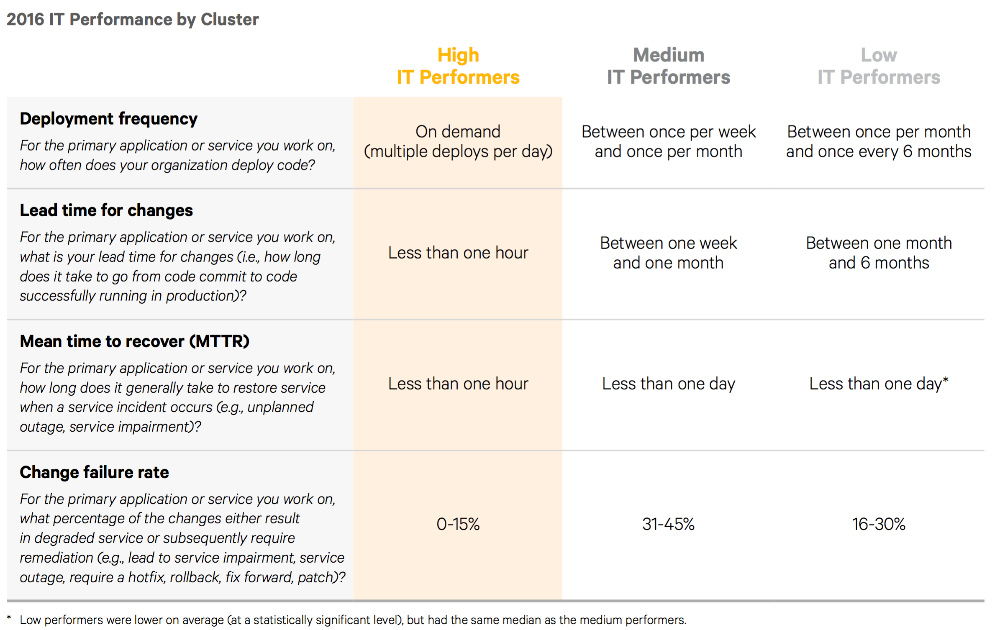 2016 IT Performance by Cluster
High
IT Performers
Medium
IT Performers
Low
IT Performers
Deployment frequency
For the primary application or service you work on,
how often does your organization deploy code?
On demand
(multiple deploys per day)
Between once per week
and once per month
Between once per month
and once every 6 months
Lead time for changes
For the primary application or service you work on,
what is your lead time for changes (i.e., how long
does it take to go from code commit to code
successfully running in production)?
Less than one hour
Between one week
and one month
Between one month
and 6 months
Mean time to recover (MTTR)
For the primary application or service you work on,
how long does it generally take to restore service
when a service incident occurs (e.g., unplanned
outage, service impairment)?
Less than one hour
Less than one day
Less than one day*
Change failure rate
For the primary application or service you work on,
what percentage of the changes either result
in degraded service or subsequently require
remediation (e.g., lead to service impairment, service
outage, require a hotfix, rollback, fix forward, patch)?
0-15%
31-45%
16-30%
* Low performers were lower on average (at a statistically significant level), but had the same median as the medium performers.